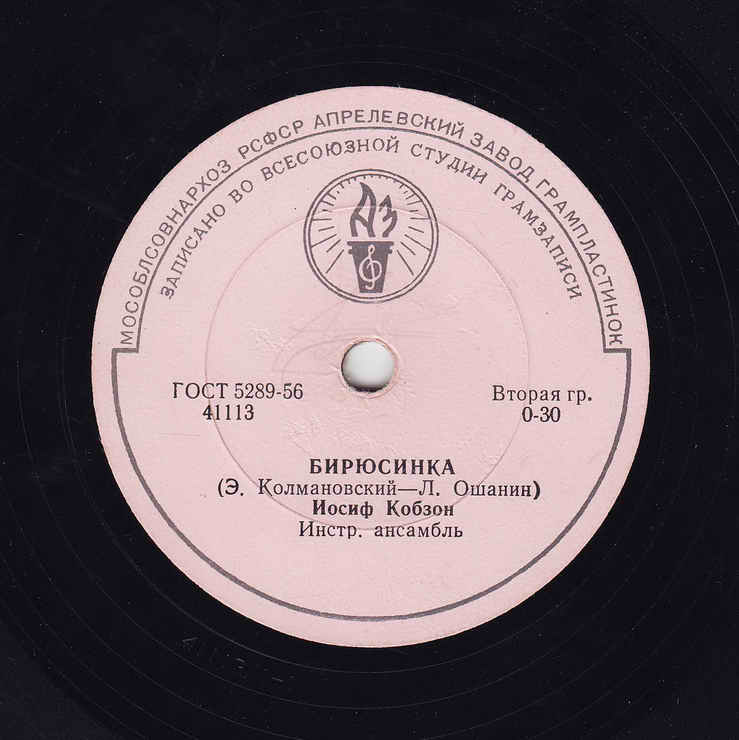 МОСОБЛСОВНАРХОЗ РСФСР АПРЕЛЕВСКИЙ ЗАВОД ГРАМПЛАСТИНОК
ЗАПИСАНО ВО ВСЕСОЮЗНОЙ СТУДИИ ГРАМЗАПИСИ
АЗ
ГОСТ 5289-56
41113
Вторая гр.
0-30
БИРЮСИНКА
(Э. Колмановский—Л. Ошанин)
Иосиф Кобзон
Инстр. ансамбль